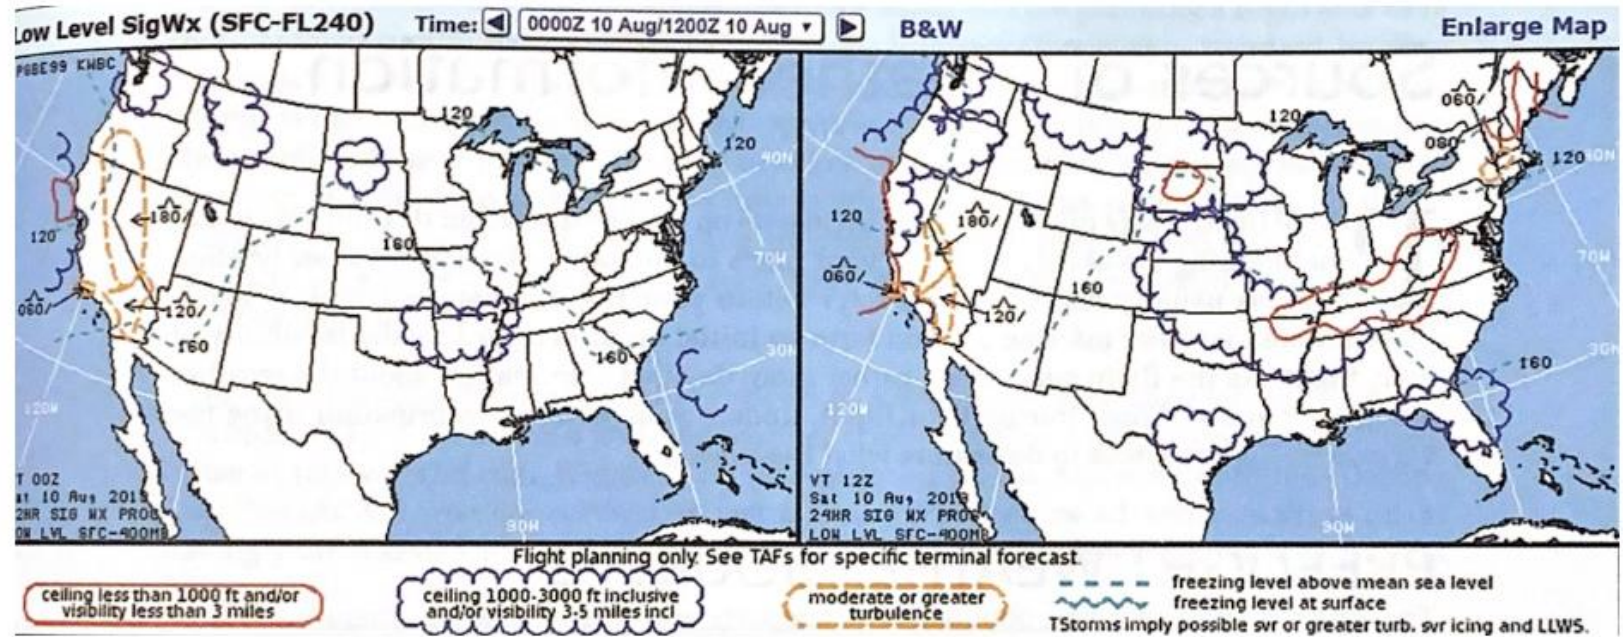 Low Level SigWx (SFC-FL240) Time: 0000Z 10 Aug/1200Z 10 Aug B&W Enlarge Map
120
120
40N
180/
120
160
70W
060/
120/
160
160
30N
120W
T 00Z
at 10 Aug 2019
2HR SIG WX PROG
OW LVL SFC-400MB
90W
060/
120
080
120
40N
120
180/
70W
060/
160
120/
160
30N
120W
VT 12Z
Sat 10 Aug 2019
24HR SIG WX PROG
LOW LVL SFC-400MB
90W
Flight planning only. See TAFs for specific terminal forecast.
ceiling less than 1000 ft and/or
visibility less than 3 miles
ceiling 1000-3000 ft inclusive
and/or visibility 3-5 miles incl
moderate or greater
turbulence
freezing level above mean sea level
freezing level at surface
TStorms imply possible svr or greater turb. svr icing and LLWS.